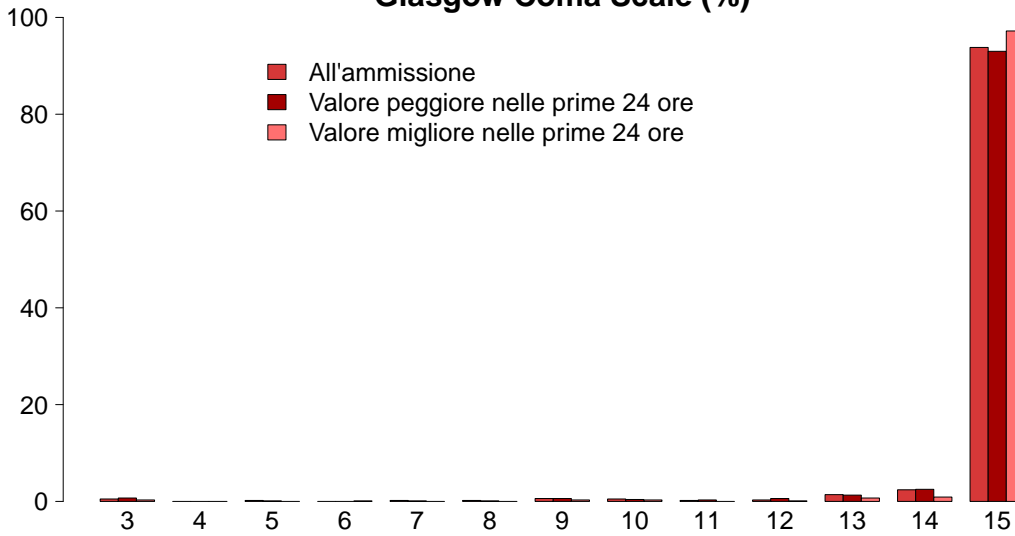 Glasgow Coma Scale (%)
100
80
60
40
20
0
All'ammissione
Valore peggiore nelle prime 24 ore
Valore migliore nelle prime 24 ore
3 4 5 6 7 8 9 10 11 12 13 14 15